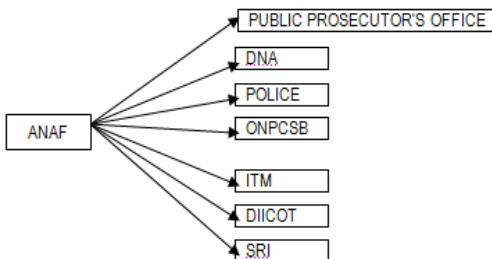 PUBLIC PROSECUTOR'S OFFICE
DNA
POLICE
ONPCSB
ANAF
ITM
DIICOT
SRI